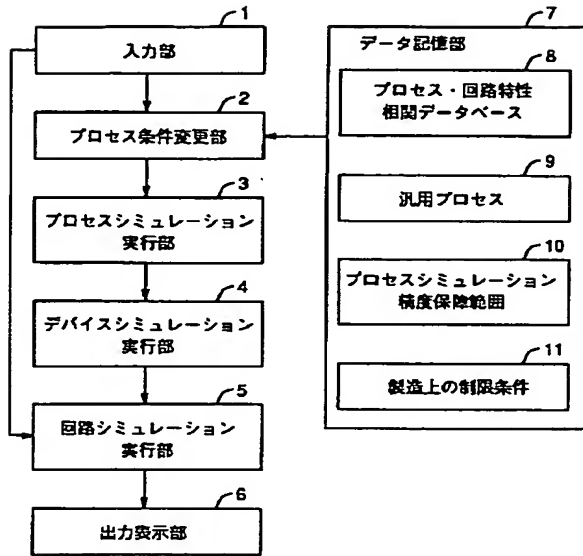 1
入力部
2
プロセス条件変更部
3
プロセスシミュレーション
実行部
4
デバイスシミュレーション
実行部
5
回路シミュレーション
実行部
6
出力表示部
7
データ記憶部
8
プロセス・回路特性
相関データベース
9
汎用プロセス
10
プロセスシミュレーション
精度保障範囲
11
製造上の制限条件